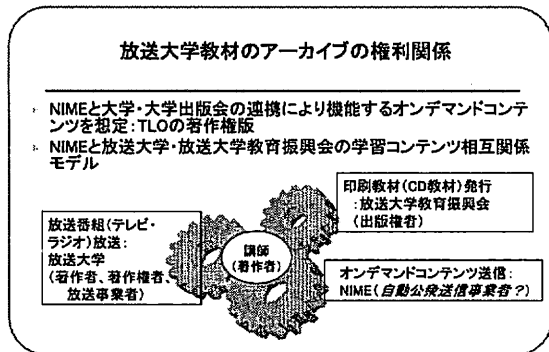 放送大学教材のアーカイブの権利関係
NIMEと大学・大学出版会の連携により機能するオンデマンドコンテ
ンツを想定:TLOの著作権版
NIMEと放送大学・放送大学教育振興会の学習コンテンツ相互関係
モデル
印刷教材(CD教材)発行
:放送大学教育振興会
(出版権者)
放送番組(テレビ・
ラジオ)放送:
放送大学
(著作者、著作権者、
放送事業者)
講師
(著作者)
オンデマンドコンテンツ送信:
NIME(自動公衆送信事業者?)